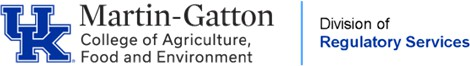 UK
Martin-Gatton
College of Agriculture,
Food and Environment
Division of
Regulatory Services